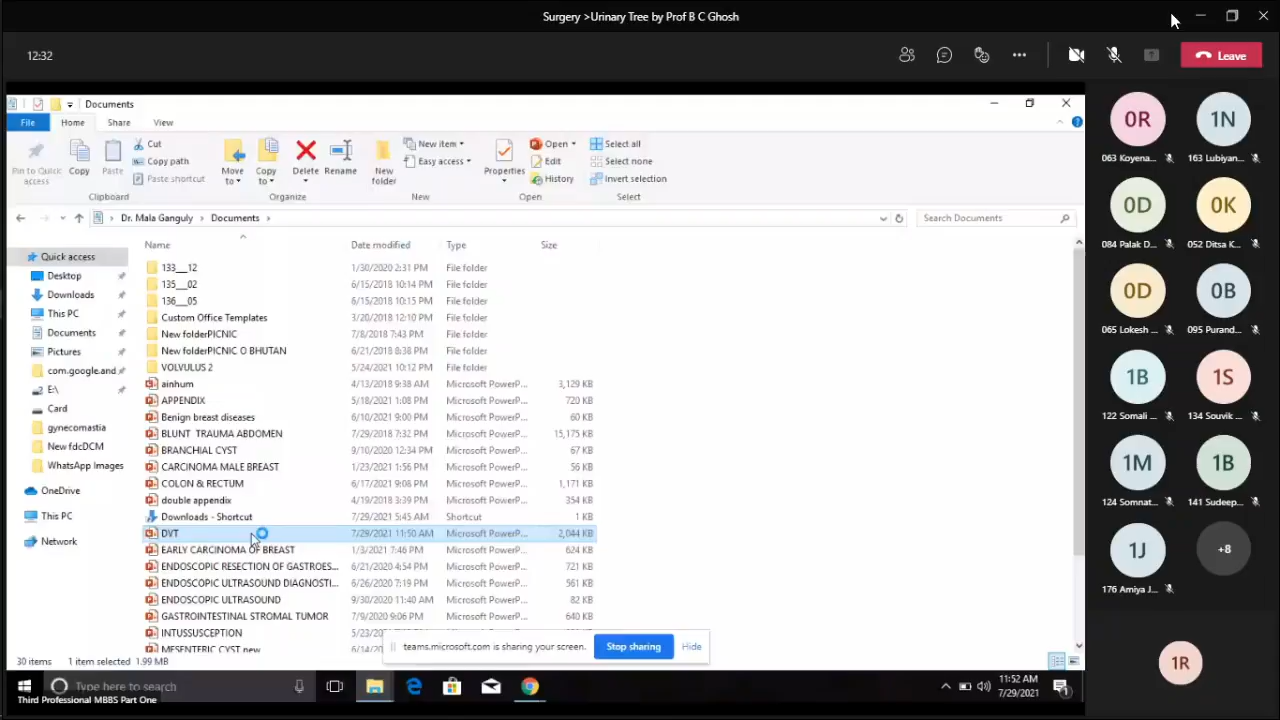 Surgery >Urinary Tree by Prof B C Ghosh
12:32
Leave
Documents
File Home Share View
Pin to Quick access
Copy
Paste
Cut
Copy path
Paste shortcut
Clipboard
Move to
Copy to
Delete
Rename
Organize
New folder
New item
Easy access
New
Properties
Open
Edit
History
Open
Select all
Select none
Invert selection
Select
Dr. Mala Ganguly > Documents >
Search Documents
Quick access
Desktop
Downloads
This PC
Documents
Pictures
com.google.and
E:\
Card
gynecomastia
New fdcDCM
WhatsApp Images
OneDrive
This PC
Network
Name Date modified Type Size
133__12 1/30/2020 2:31 PM File folder
135__02 6/15/2018 10:14 PM File folder
136__05 6/15/2018 10:15 PM File folder
Custom Office Templates 3/20/2018 12:10 PM File folder
New folderPICNIC 7/8/2018 7:43 PM File folder
New folderPICNIC O BHUTAN 6/21/2018 8:38 PM File folder
VOLVULUS 2 5/24/2021 10:12 PM File folder
ainhum 4/13/2018 9:38 AM Microsoft PowerP... 3,129 KB
APPENDIX 5/18/2021 1:08 PM Microsoft PowerP... 720 KB
Benign breast diseases 6/10/2021 9:00 PM Microsoft PowerP... 60 KB
BLUNT TRAUMA ABDOMEN 7/29/2018 7:32 PM Microsoft PowerP... 15,175 KB
BRANCHIAL CYST 9/10/2020 12:34 PM Microsoft PowerP... 67 KB
CARCINOMA MALE BREAST 1/23/2021 1:56 PM Microsoft PowerP... 56 KB
COLON & RECTUM 6/17/2021 9:08 PM Microsoft PowerP... 1,171 KB
double appendix 4/19/2018 3:39 PM Microsoft PowerP... 354 KB
Downloads - Shortcut 7/29/2021 5:45 AM Shortcut 1 KB
DVT 7/29/2021 11:50 AM Microsoft PowerP... 2,044 KB
EARLY CARCINOMA OF BREAST 1/3/2021 7:46 PM Microsoft PowerP... 624 KB
ENDOSCOPIC RESECTION OF GASTROES... 6/21/2020 4:54 PM Microsoft PowerP... 721 KB
ENDOSCOPIC ULTRASOUND DIAGNOSTI... 6/26/2020 7:19 PM Microsoft PowerP... 561 KB
ENDOSCOPIC ULTRASOUND 9/30/2020 11:40 AM Microsoft PowerP... 82 KB
GASTROINTESTINAL STROMAL TUMOR 7/9/2020 9:06 PM Microsoft PowerP... 640 KB
INTUSSUSCEPTION 5/23/20
MESENTERIC CYST new 6/14/
teams.microsoft.com is sharing your screen. Stop sharing Hide
30 items 1 item selected 1.99 MB
Type here to search
11:52 AM
7/29/2021
1
Third Professional MBBS Part One
0R 1N
063 Koyena... 163 Lubiyan...
0D 0K
084 Palak D... 052 Ditsa K...
0D 0B
065 Lokesh ... 095 Purand...
1B 1S
122 Somali ... 134 Souvik ...
1M 1B
124 Somnat... 141 Sudeep...
1J +8
176 Amiya J...
1R